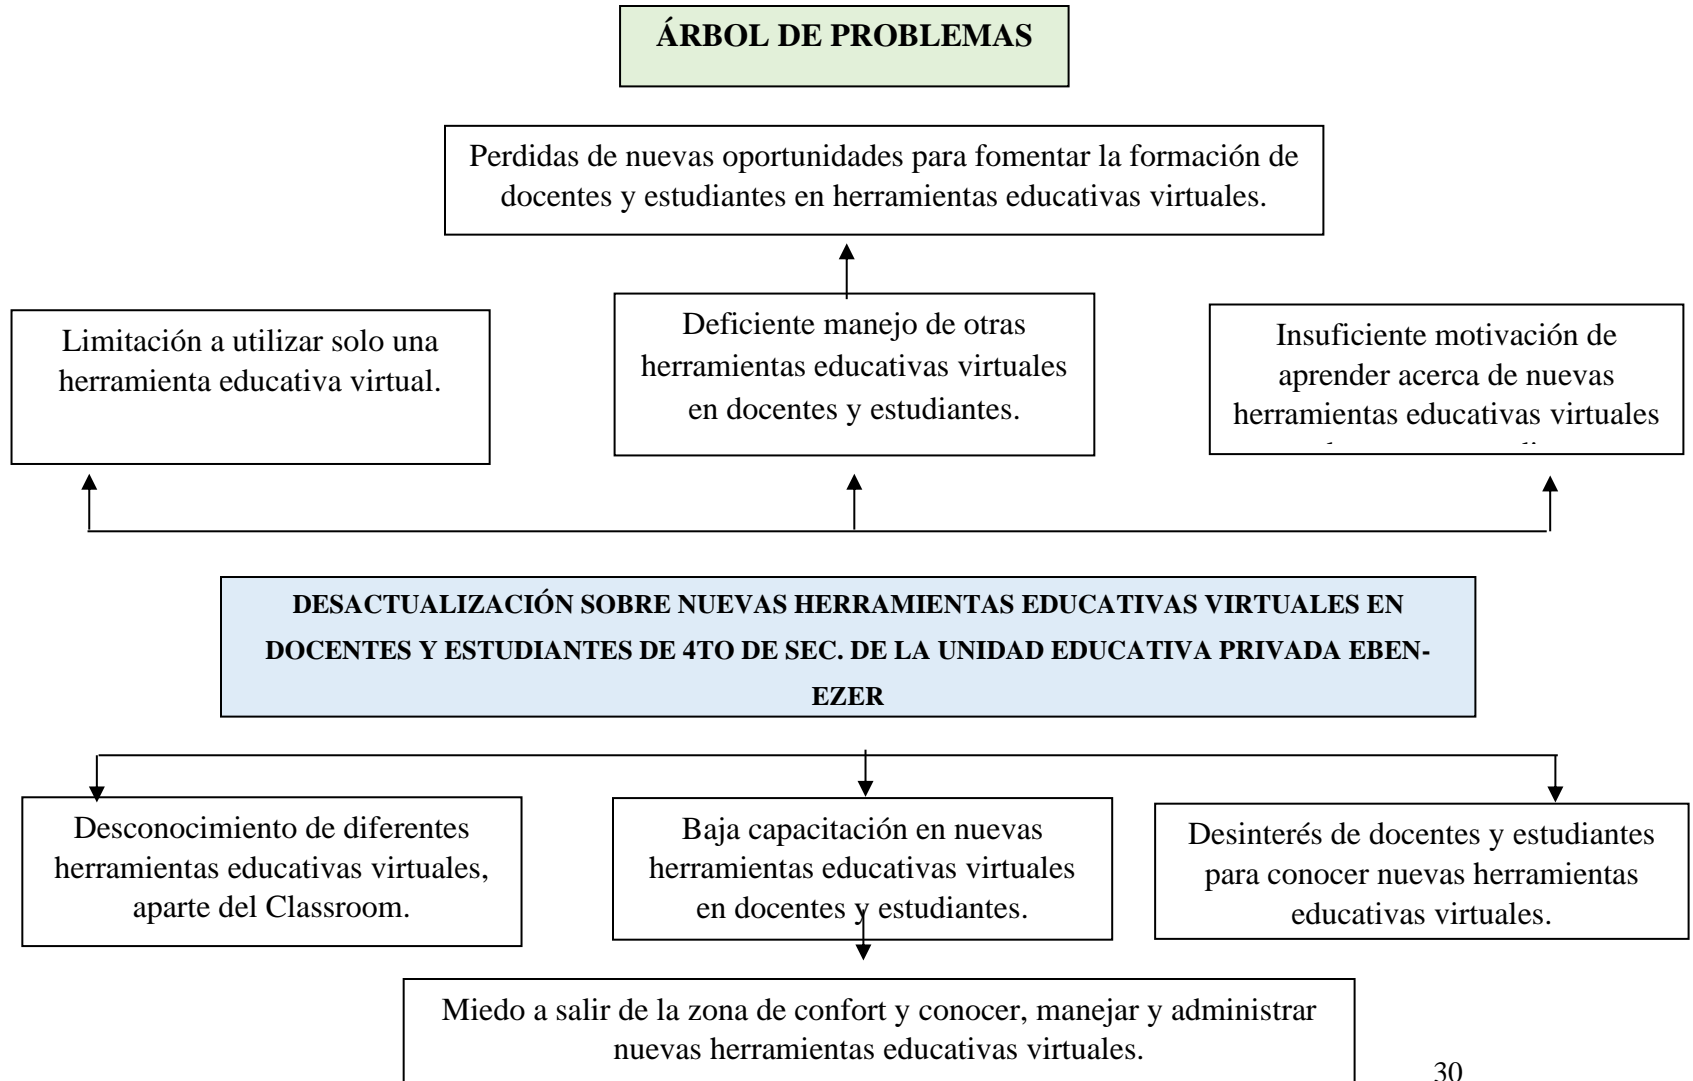 ÁRBOL DE PROBLEMAS
Perdidas de nuevas oportunidades para fomentar la formación de
docentes y estudiantes en herramientas educativas virtuales.
Limitación a utilizar solo una
herramienta educativa virtual.
Deficiente manejo de otras
herramientas educativas virtuales
en docentes y estudiantes.
Insuficiente motivación de
aprender acerca de nuevas
herramientas educativas virtuales
DESACTUALIZACIÓN SOBRE NUEVAS HERRAMIENTAS EDUCATIVAS VIRTUALES EN
DOCENTES Y ESTUDIANTES DE 4TO DE SEC. DE LA UNIDAD EDUCATIVA PRIVADA EBEN-
EZER
Desconocimiento de diferentes
herramientas educativas virtuales,
aparte del Classroom.
Baja capacitación en nuevas
herramientas educativas virtuales
en docentes y estudiantes.
Desinterés de docentes y estudiantes
para conocer nuevas herramientas
educativas virtuales.
Miedo a salir de la zona de confort y conocer, manejar y administrar
nuevas herramientas educativas virtuales.
30